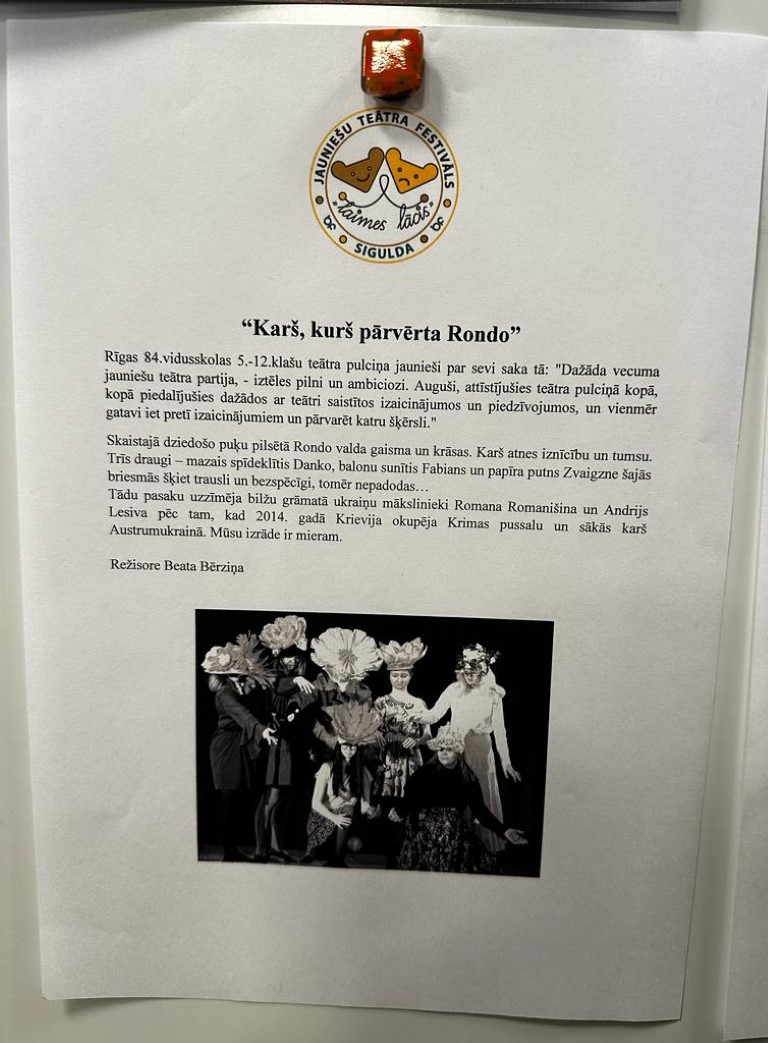 JAUNIEŠU TEĀTRA FESTIVĀLS
"Laimes lācis"
BF SIGULDA BF
“Karš, kurš pārvērta Rondo”
Rīgas 84.vidusskolas 5.-12.klašu teātra pulciņa jaunieši par sevi saka tā: "Dažāda vecuma
jauniešu teātra partija, - iztēles pilni un ambiciozi. Auguši, attīstījušies teātra pulciņā kopā,
kopā piedalījušies dažādos ar teātri saistītos izaicinājumos un piedzīvojumos, un vienmēr
gatavi iet pretī izaicinājumiem un pārvarēt katru šķērsli."
Skaistajā dziedošo puķu pilsētā Rondo valda gaisma un krāsas. Karš atnes iznīcību un tumsu.
Trīs draugi – mazais spīdeklītis Danko, balonu sunītis Fabians un papīra putns Zvaigzne šajās
briesmās šķiet trausli un bezspēcīgi, tomēr nepadodas…
Tādu pasaku uzzīmēja bilžu grāmatā ukraiņu mākslinieki Romana Romanišina un Andrijs
Lesiva pēc tam, kad 2014. gadā Krievija okupēja Krimas pussalu un sākās karš
Austrumukrainā. Mūsu izrāde ir mieram.
Režisore Beata Bērziņa